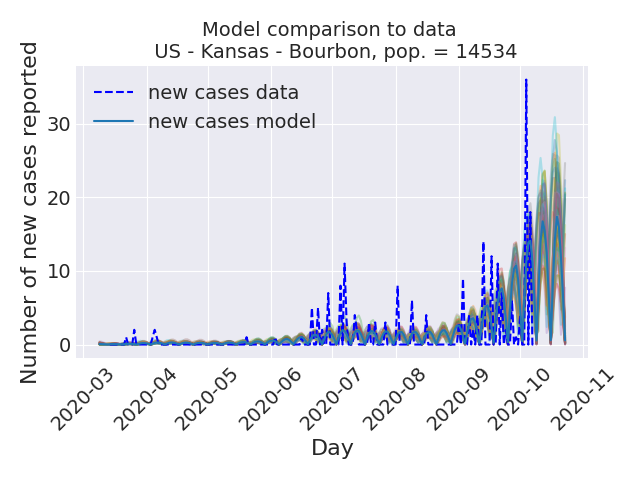 Model comparison to data
US - Kansas - Bourbon, pop. = 14534
Number of new cases reported
new cases data
new cases model
30
20
10
0
2020-03
2020-04
2020-05
2020-06
2020-07
2020-08
2020-09
2020-10
2020-11
Day